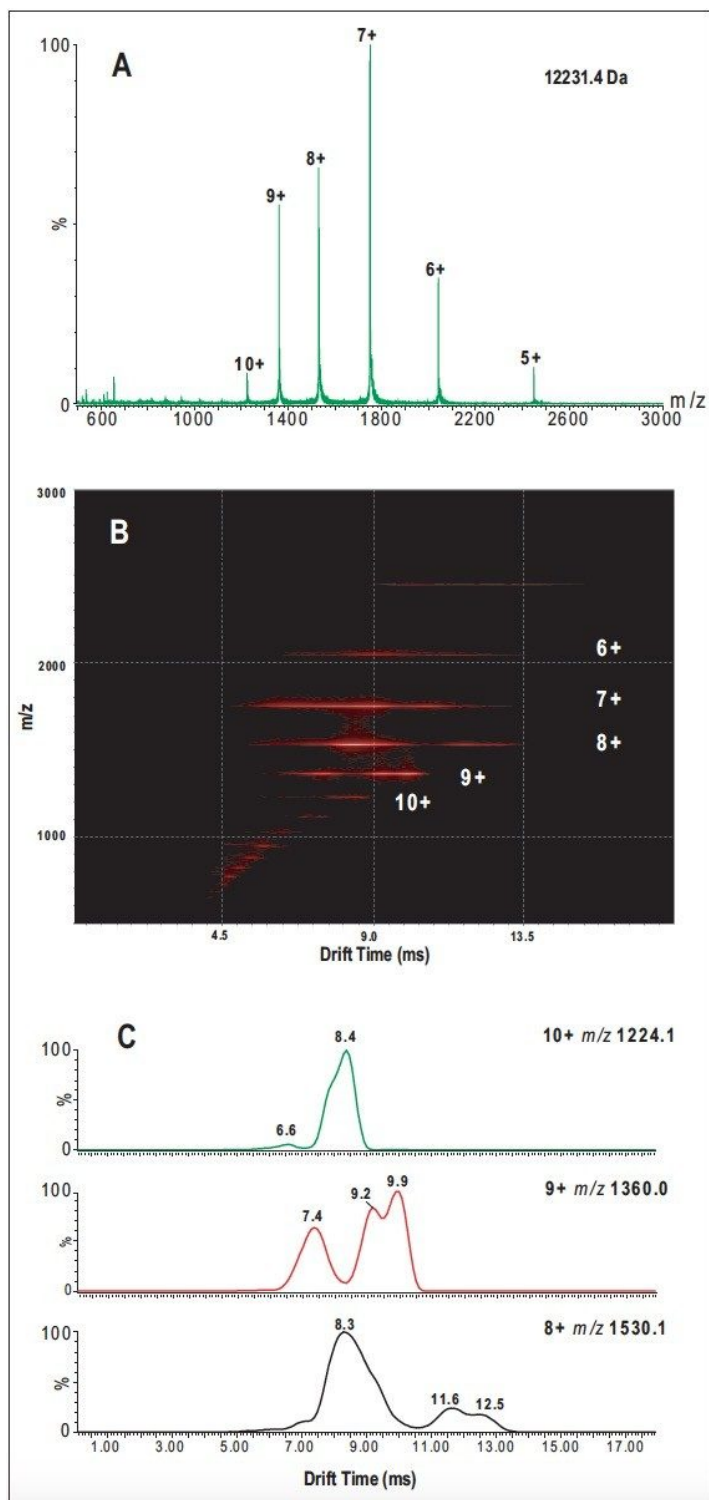 A
12231.4 Da
7+
8+
9+
6+
10+
5+
100
%
0
600 1000 1400 1800 2200 2600 3000 m/z
B
3000
2000
1000
m/z
6+
7+
8+
9+
10+
4.5 9.0 13.5
Drift Time (ms)
C
10+ m/z 1224.1
100
%
0
8.4
6.6
9+ m/z 1360.0
100
%
0
7.4
9.2
9.9
8+ m/z 1530.1
100
%
0
8.3
11.6
12.5
1.00 3.00 5.00 7.00 9.00 11.00 13.00 15.00 17.00
Drift Time (ms)